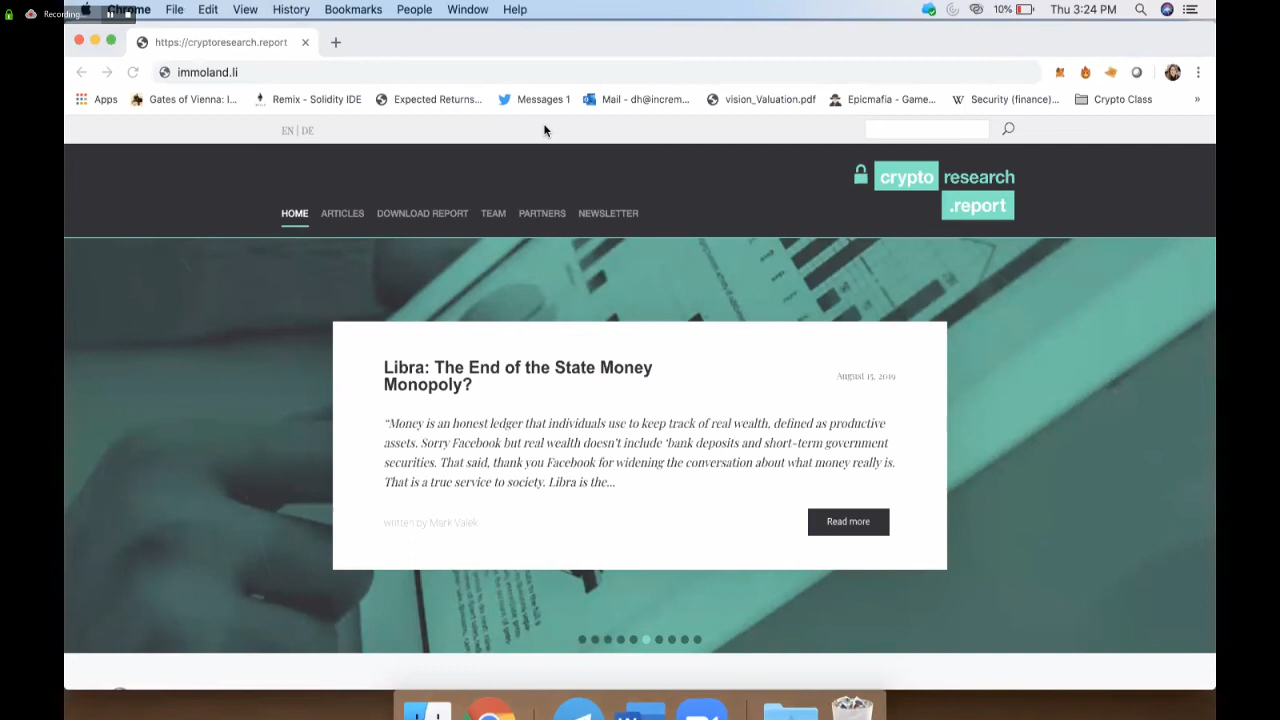 Recording
Chrome File Edit View History Bookmarks People Window Help 10% Thu 3:24 PM
https://cryptoresearch.report
immoland.li
Apps Gates of Vienna: I... Remix - Solidity IDE Expected Returns... Messages 1 Mail - dh@increm... vision_Valuation.pdf Epicmafia - Game... Security (finance)... Crypto Class »
EN | DE
crypto research
.report
HOME ARTICLES DOWNLOAD REPORT TEAM PARTNERS NEWSLETTER
Libra: The End of the State Money
Monopoly?
August 15, 2019
“Money is an honest ledger that individuals use to keep track of real wealth, defined as productive
assets. Sorry Facebook but real wealth doesn’t include ‘bank deposits and short-term government
securities. That said, thank you Facebook for widening the conversation about what money really is.
That is a true service to society. Libra is the...
written by Mark Valek
Read more